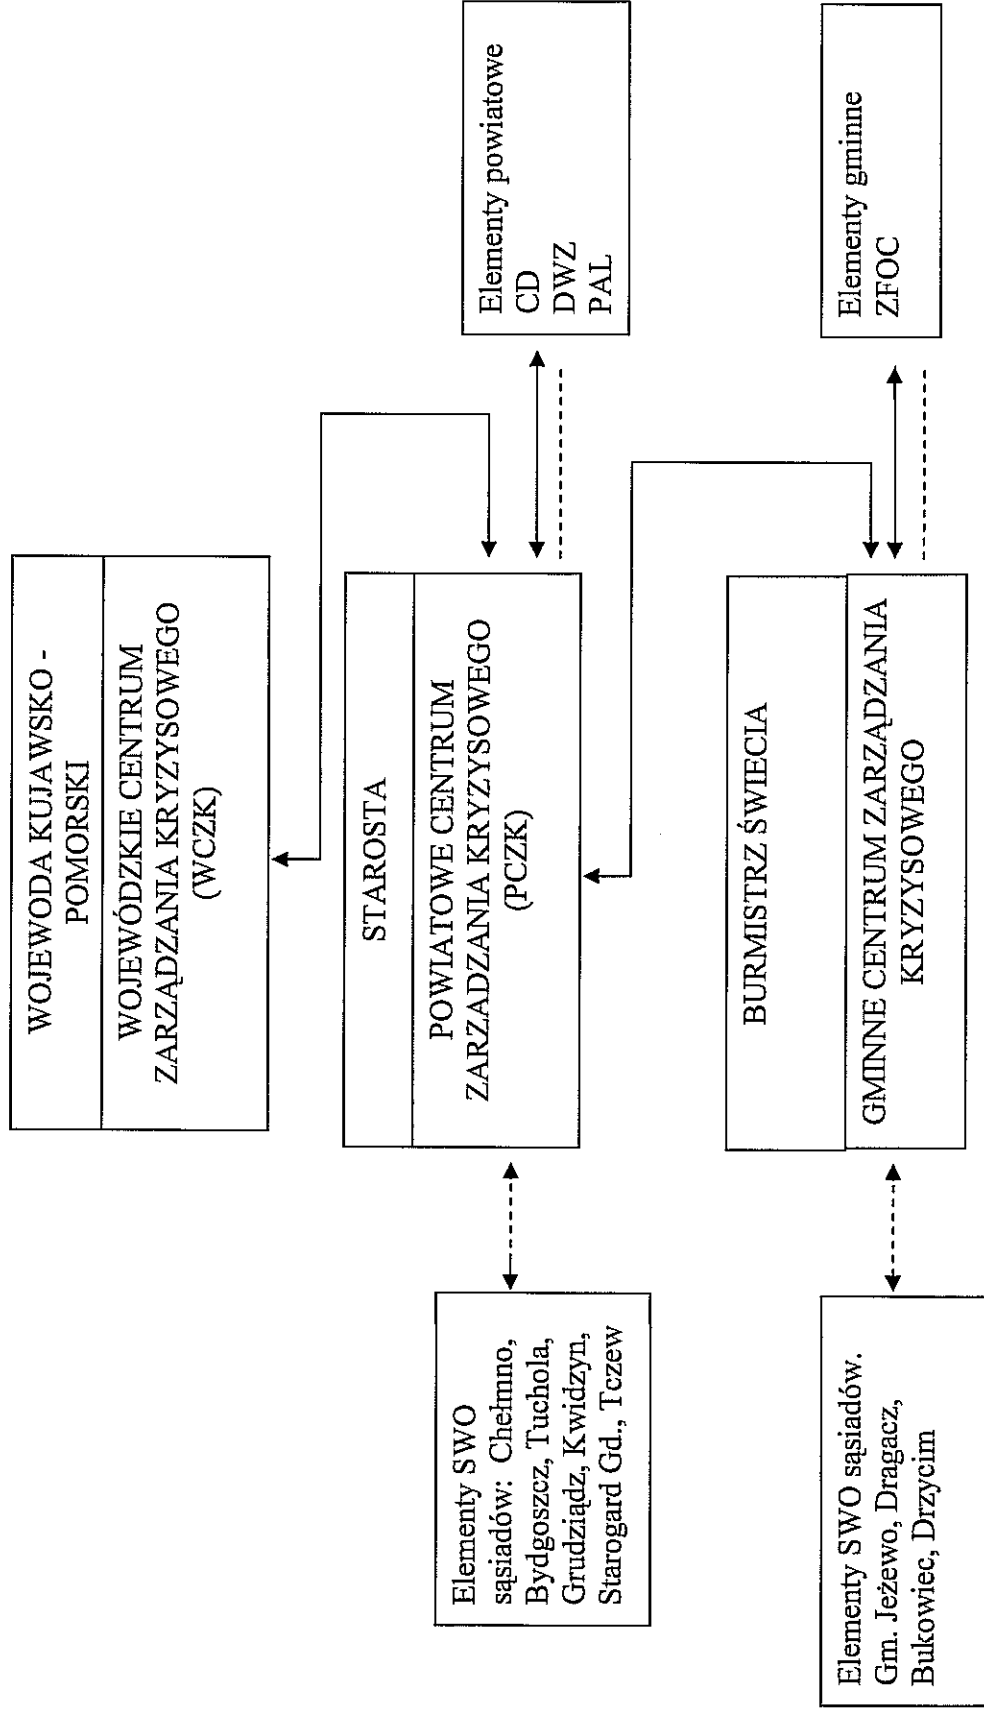 WOJEWODA KUJAWSKO -
POMORSKI
WOJEWÓDZKIE CENTRUM
ZARZĄDZANIA KRYZYSOWEGO
(WCZK)
STAROSTA
POWIATOWE CENTRUM
ZARZADZANIA KRYZYSOWEGO
(PCZK)
Elementy SWO
sąsiadów: Chełmno,
Bydgoszcz, Tuchola,
Grudziądz, Kwidzyn,
Starogard Gd., Tczew
Elementy powiatowe
CD
DWZ
PAL
BURMISTRZ ŚWIECIA
GMINNE CENTRUM ZARZĄDZANIA
KRYZYSOWEGO
Elementy SWO sąsiadów.
Gm. Jeżewo, Dragacz,
Bukowiec, Drzycim
Elementy gminne
ZFOC